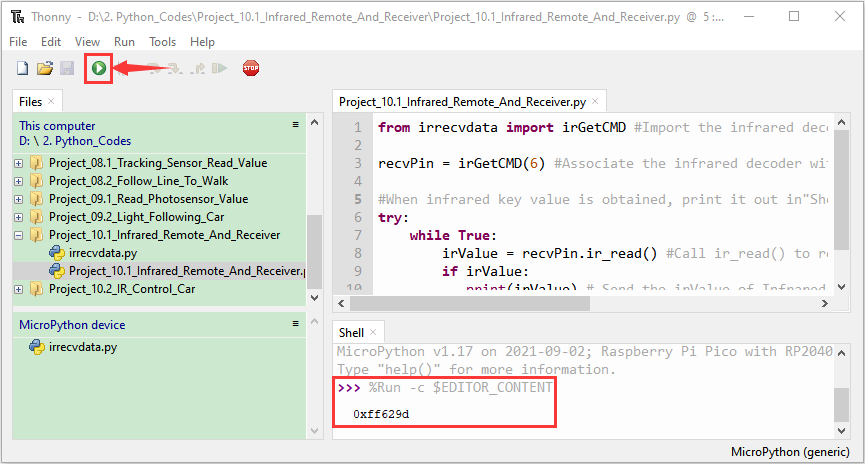 Thonny - D:\2. Python_Codes\Project_10.1_Infrared_Remote_And_Receiver\Project_10.1_Infrared_Remote_And_Receiver.py @ 5 :...
File Edit View Run Tools Help
STOP
Files ×
This computer
D: \ 2. Python_Codes
Project_08.1_Tracking_Sensor_Read_Value
Project_08.2_Follow_Line_To_Walk
Project_09.1_Read_Photosensor_Value
Project_09.2_Light_Following_Car
Project_10.1_Infrared_Remote_And_Receiver
irrecvdata.py
Project_10.1_Infrared_Remote_And_Receiver.
Project_10.2_IR_Control_Car
MicroPython device
irrecvdata.py
Project_10.1_Infrared_Remote_And_Receiver.py ×
1 from irrecvdata import irGetCMD #Import the infrared deco
2
3 recvPin = irGetCMD(6) #Associate the infrared decoder wit
4
5 #When infrared key value is obtained, print it out in"She
6 try:
7 while True:
8 irValue = recvPin.ir_read() #Call ir_read() to re
9 if irValue:
10 print(irValue) # Send the irValue of Infrared
Shell ×
MicroPython v1.17 on 2021-09-02; Raspberry Pi Pico with RP2040
Type "help()" for more information.
>>> %Run -c $EDITOR_CONTENT
0xff629d
MicroPython (generic)